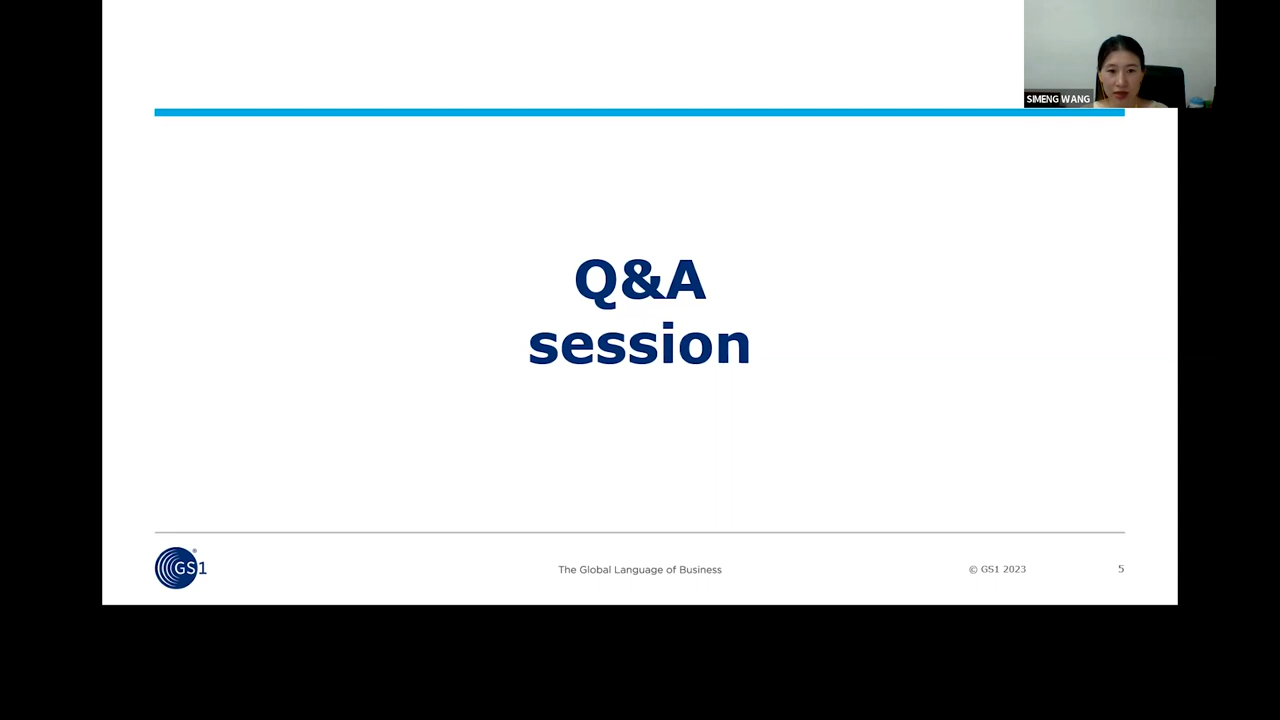 SIMENG WANG
Q&A
session
GS1
®
The Global Language of Business
© GS1 2023
5